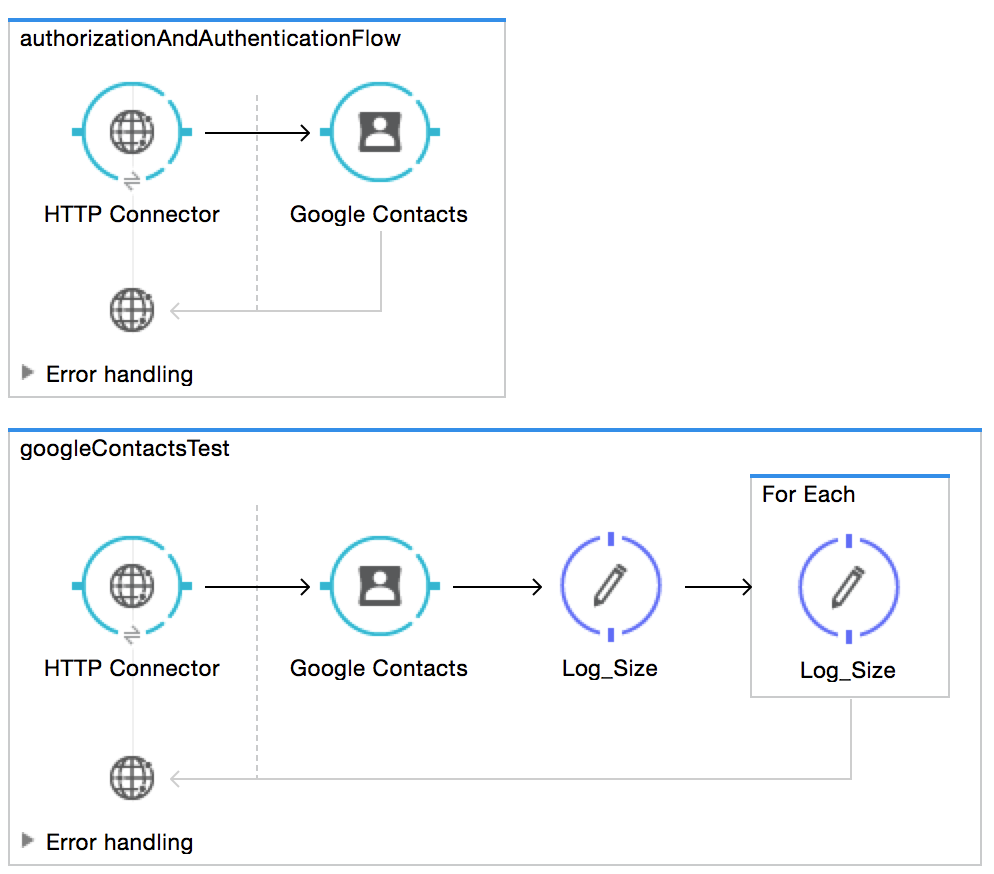 authorizationAndAuthenticationFlow
HTTP Connector
Google Contacts
Error handling
googleContactsTest
For Each
HTTP Connector
Google Contacts
Log_Size
Log_Size
Error handling